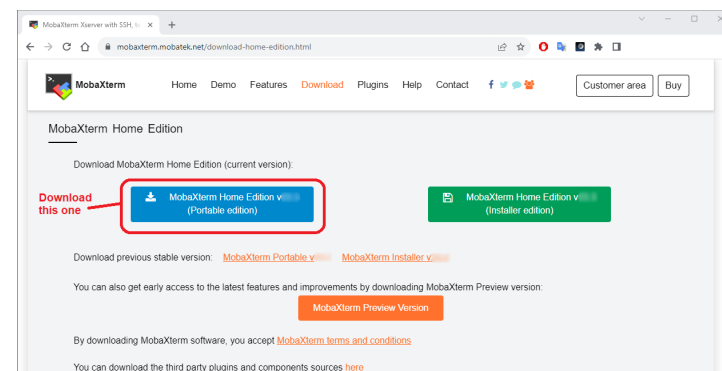 MobaXterm Xserver with SSH, te
mobaxterm.mobatek.net/download-home-edition.html
MobaXterm
Home
Demo
Features
Download
Plugins
Help
Contact
Customer area
Buy
MobaXterm Home Edition
Download MobaXterm Home Edition (current version):
Download
this one
MobaXterm Home Edition v
(Portable edition)
MobaXterm Home Edition v
(Installer edition)
Download previous stable version: MobaXterm Portable v MobaXterm Installer v
You can also get early access to the latest features and improvements by downloading MobaXterm Preview version:
MobaXterm Preview Version
By downloading MobaXterm software, you accept MobaXterm terms and conditions
You can download the third party plugins and components sources here